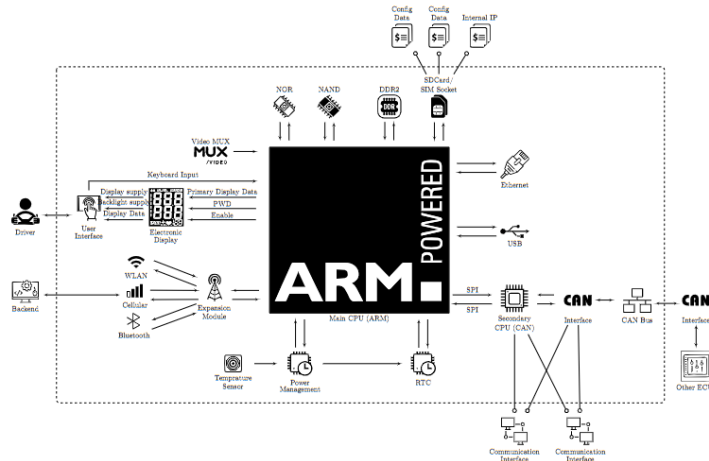 Config
Data
Config
Data
Internal IP
SDCard/
SIM Socket
NOR
NAND
DDR2
DDR
Video MUX
MUX
/VIDEO
Keyboard Input
Display supply
Primary Display Data
Backlight supply
PWD
Display Data
Enable
Driver
User
Interface
Electronic
Display
POWERED
ARM
Ethernet
USB
WLAN
Backend
Cellular
Bluetooth
Expansion
Module
Main CPU (ARM)
SPI
SPI
Secondary
CPU (CAN)
CAN
Interface
CAN Bus
CAN
Interface
Temprature
Sensor
Power
Management
RTC
Other ECU
Communication
Interface
Communication
Interface